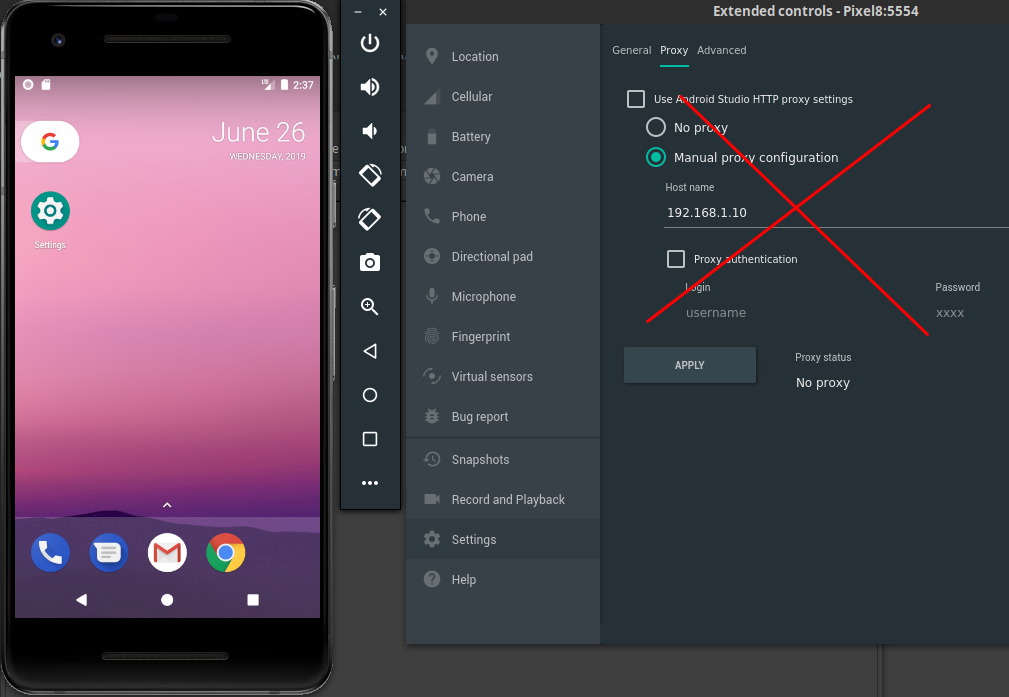 Extended controls - Pixel8:5554
2:37
June 26
WEDNESDAY, 2019
G
Settings
Location
Cellular
Battery
Camera
Phone
Directional pad
Microphone
Fingerprint
Virtual sensors
Bug report
Snapshots
Record and Playback
Settings
Help
General Proxy Advanced
Use Android Studio HTTP proxy settings
No proxy
Manual proxy configuration
Host name
192.168.1.10
Proxy authentication
Login Password
username xxxx
APPLY
Proxy status
No proxy